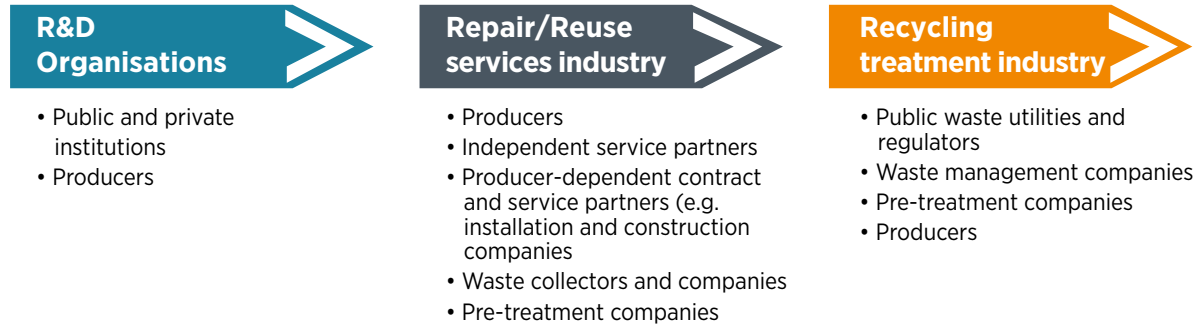 R&D
Organisations
• Public and private
institutions
• Producers
Repair/Reuse
services industry
• Producers
• Independent service partners
• Producer-dependent contract
and service partners (e.g.
installation and construction
companies
• Waste collectors and companies
• Pre-treatment companies
Recycling
treatment industry
• Public waste utilities and
regulators
• Waste management companies
• Pre-treatment companies
• Producers